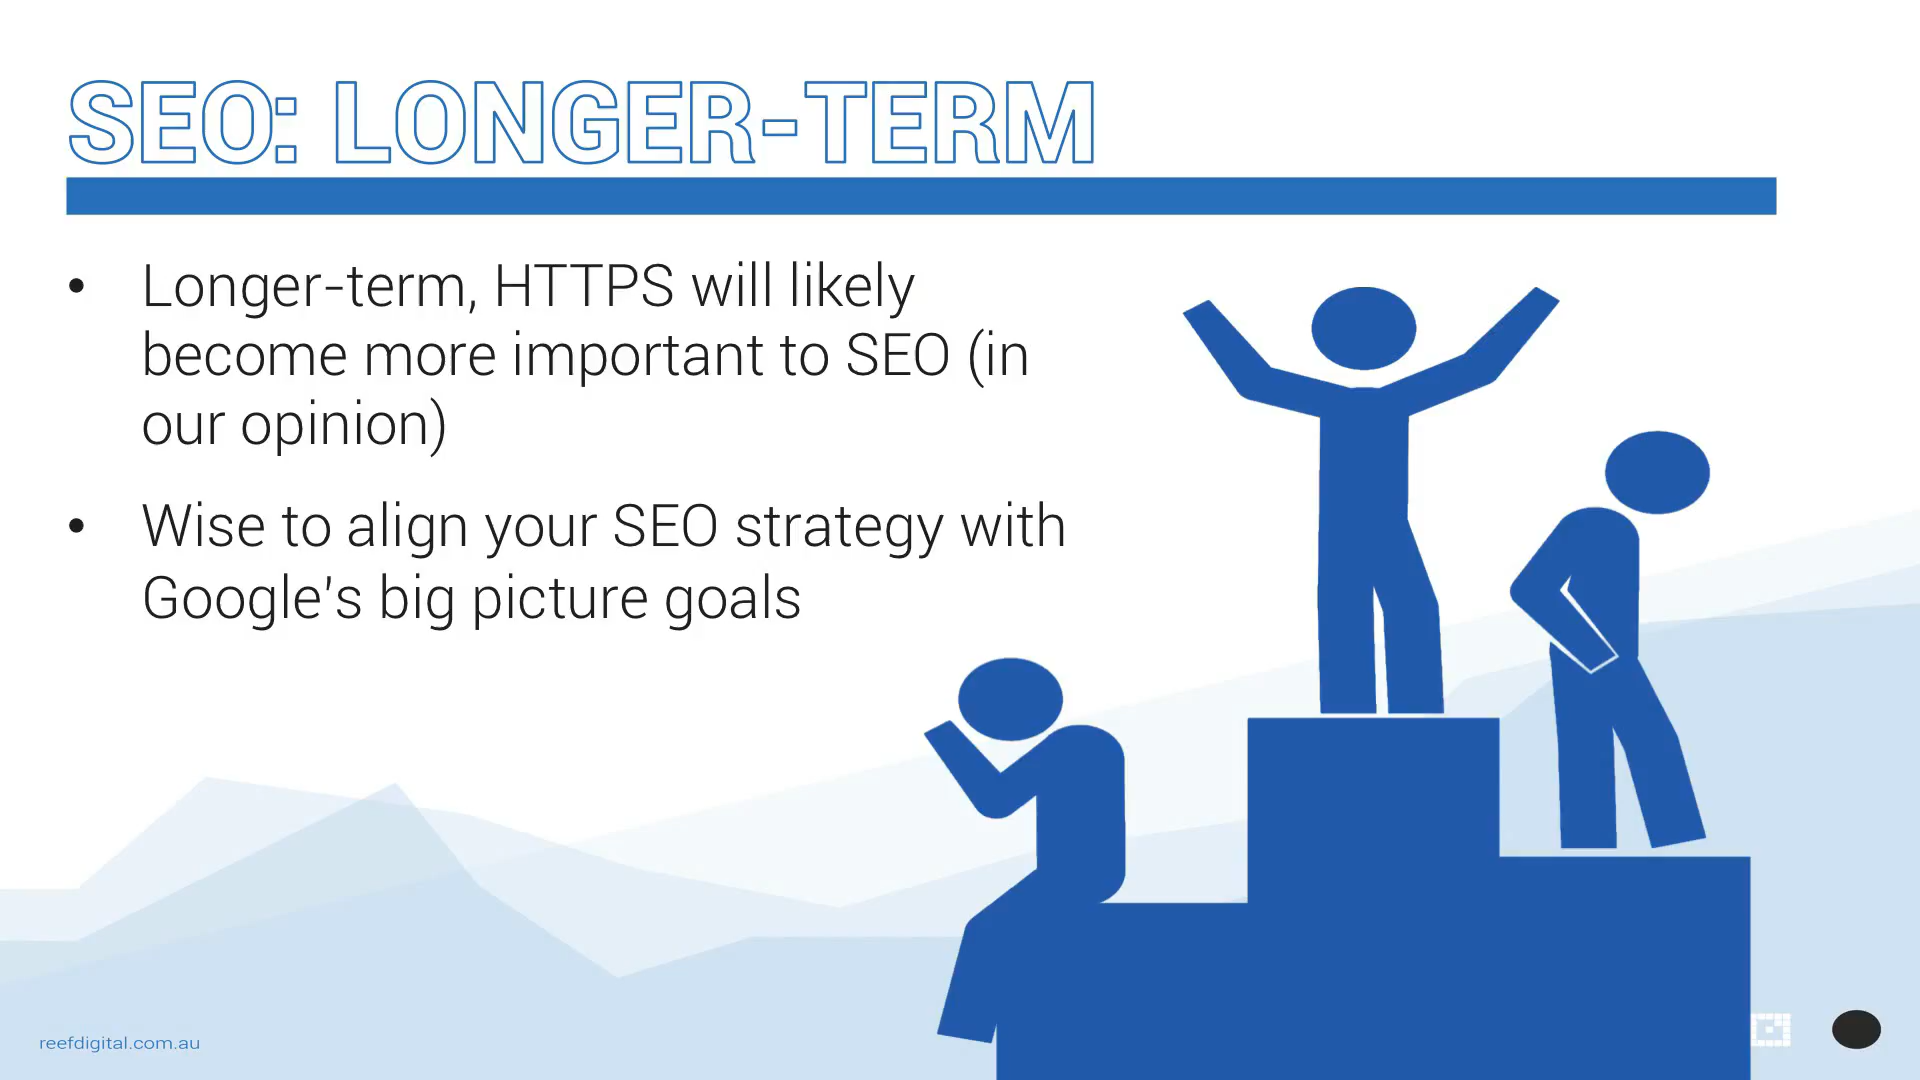 SEO: LONGER-TERM
• Longer-term, HTTPS will likely
become more important to SEO (in
our opinion)
• Wise to align your SEO strategy with
Google's big picture goals
reefdigital.com.au